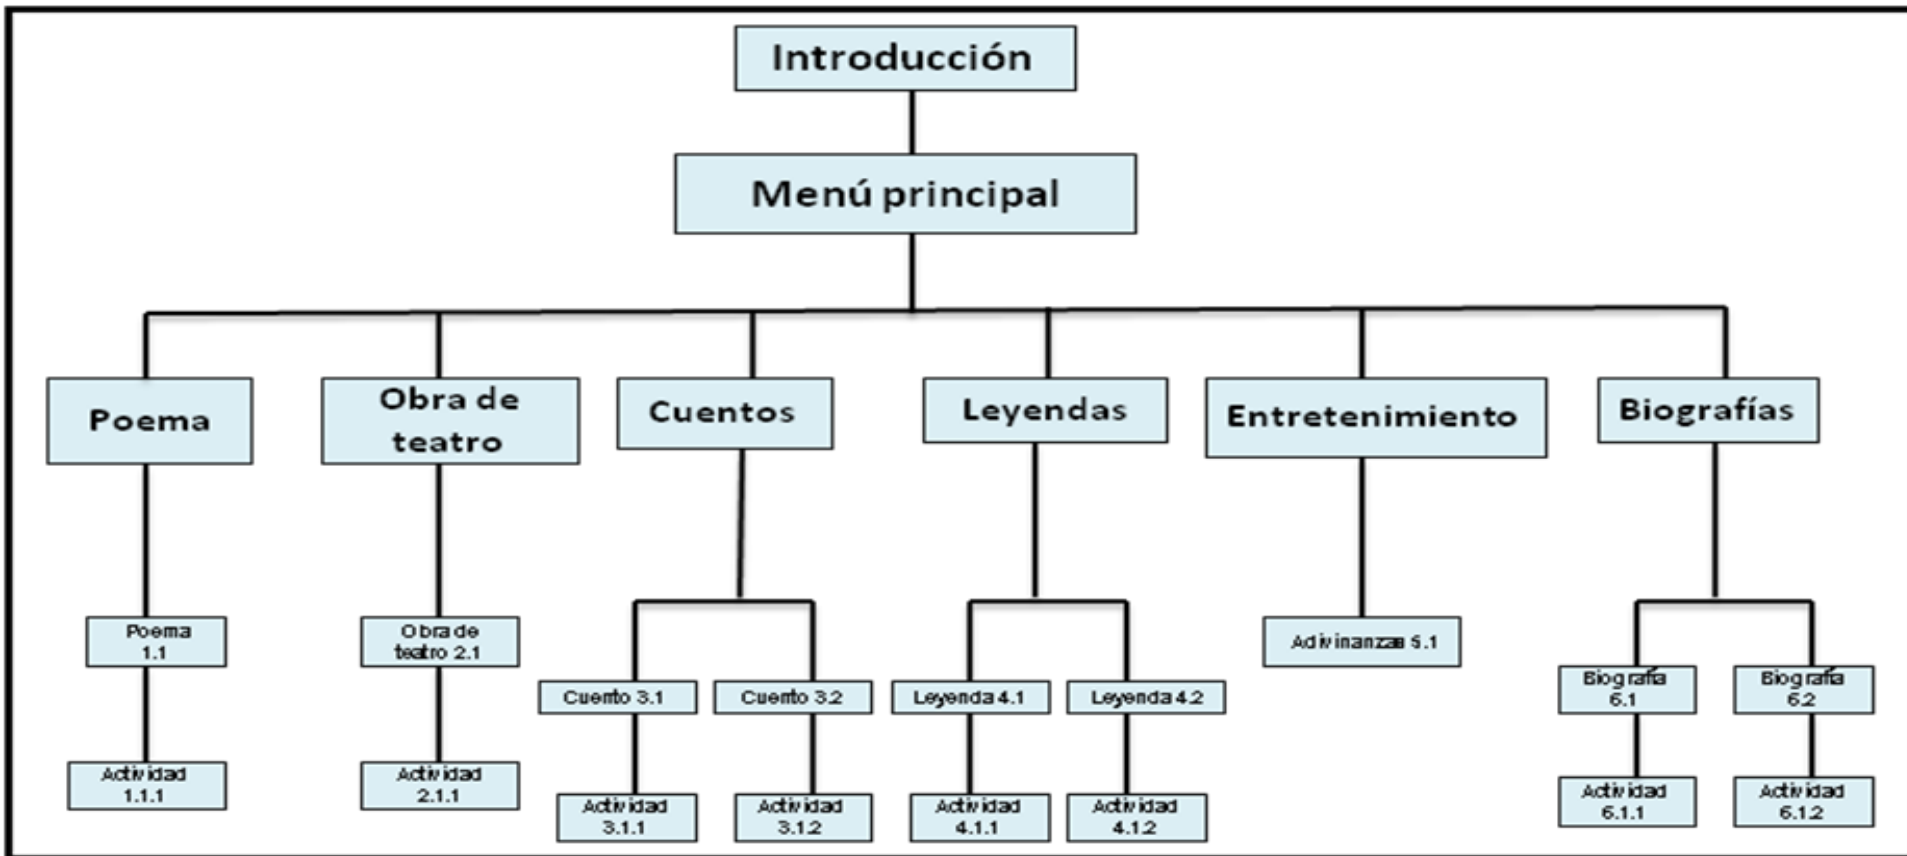 Introducción
Menú principal
Poema
Obra de
teatro
Cuentos
Leyendas
Entretenimiento
Biografías
Poema
1.1
Obra de
teatro 2.1
Cuento 3.1
Cuento 3.2
Leyenda 4.1
Leyenda 4.2
Adivinanzas 5.1
Biografía
6.1
Biografía
6.2
Actividad
1.1.1
Actividad
2.1.1
Actividad
3.1.1
Actividad
3.1.2
Actividad
4.1.1
Actividad
4.1.2
Actividad
6.1.1
Actividad
6.1.2